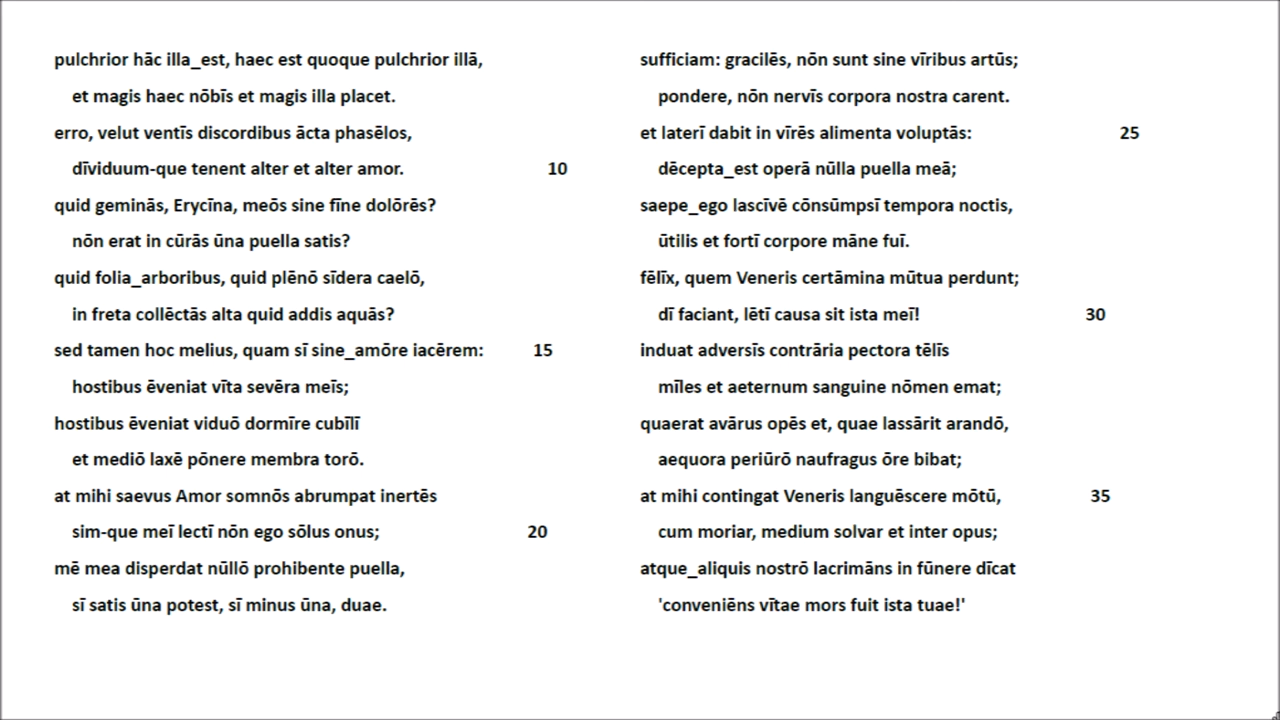 pulchrior hāc illa_est, haec est quoque pulchrior illā,
et magis haec nōbīs et magis illa placet.
erro, velut ventīs discordibus ācta phasēlos,
dīviduum-que tenent alter et alter amor. 10
quid geminās, Erycīna, meōs sine fīne dolōrēs?
nōn erat in cūrās ūna puella satis?
quid folia_arboribus, quid plēnō sīdera caelō,
in freta collēctās alta quid addis aquās?
sed tamen hoc melius, quam sī sine_amōre iacērem: 15
hostibus ēveniat vīta sevēra meīs;
hostibus ēveniat viduō dormīre cubīlī
et mediō laxē pōnere membra torō.
at mihi saevus Amor somnōs abrumpat inertēs
sim-que meī lectī nōn ego sōlus onus; 20
mē mea disperdat nūllō prohibente puella,
sī satis ūna potest, sī minus ūna, duae.
sufficiam: gracilēs, nōn sunt sine vīribus artūs;
pondere, nōn nervīs corpora nostra carent.
et laterī dabit in vīrēs alimenta voluptās: 25
dēcepta_est operā nūlla puella meā;
saepe_ego lascīvē cōnsūmpsī tempora noctis,
ūtilis et fortī corpore māne fuī.
fēlīx, quem Veneris certāmina mūtua perdunt;
dī faciant, lētī causa sit ista meī! 30
induat adversīs contrāria pectora tēlīs
mīles et aeternum sanguine nōmen emat;
quaerat avārus opēs et, quae lassārit arandō,
aequora periūrō naufragus ōre bibat;
at mihi contingat Veneris languēscere mōtū, 35
cum moriar, medium solvar et inter opus;
atque_aliquis nostrō lacrimāns in fūnere dīcat
'conveniēns vītae mors fuit ista tuae!'